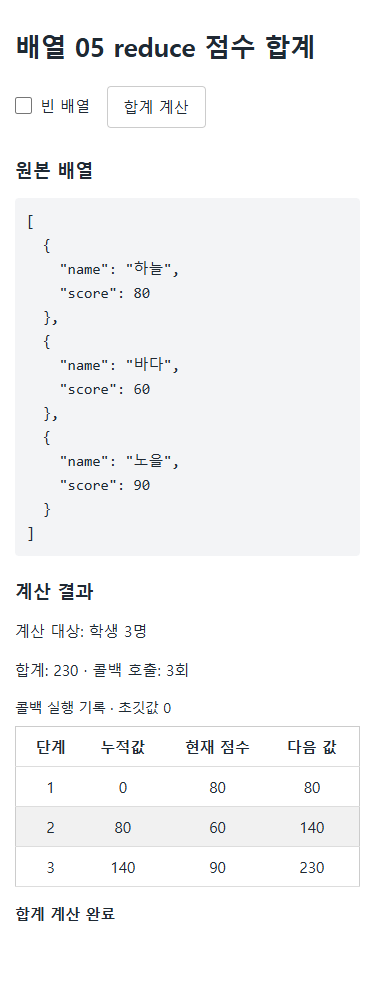 배열 05 reduce 점수 합계
빈 배열 합계 계산
원본 배열
[
  {
    "name": "하늘",
    "score": 80
  },
  {
    "name": "바다",
    "score": 60
  },
  {
    "name": "노을",
    "score": 90
  }
]
계산 결과
계산 대상: 학생 3명
합계: 230 · 콜백 호출: 3회
콜백 실행 기록 · 초깃값 0
단계 누적값 현재 점수 다음 값
1 0 80 80
2 80 60 140
3 140 90 230
합계 계산 완료